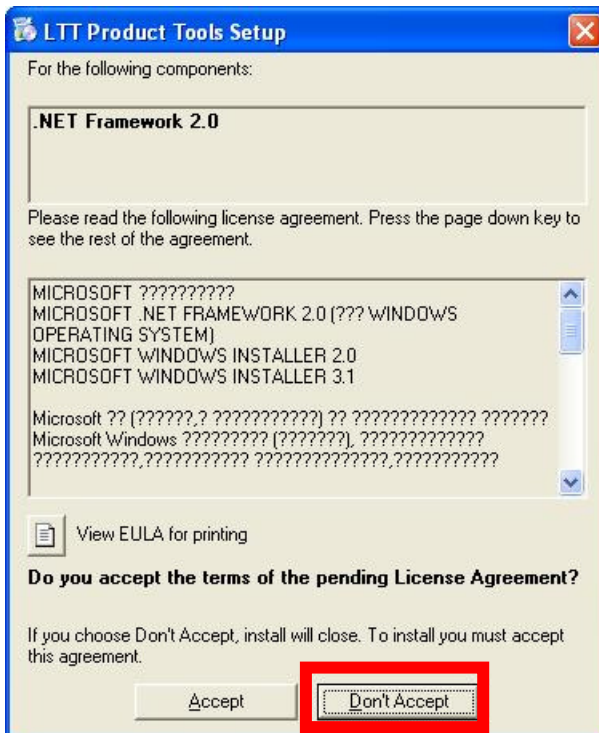 LTT Product Tools Setup
For the following components:
.NET Framework 2.0
Please read the following license agreement. Press the page down key to
see the rest of the agreement.
MICROSOFT ??????????
MICROSOFT .NET FRAMEWORK 2.0 (??? WINDOWS
OPERATING SYSTEM)
MICROSOFT WINDOWS INSTALLER 2.0
MICROSOFT WINDOWS INSTALLER 3.1
Microsoft ?? (??????,? ???????????) ?? ????????????? ???????
Microsoft Windows ????????? (???????), ?????????????
???????????,??????????? ??????????????,???????????
View EULA for printing
Do you accept the terms of the pending License Agreement?
If you choose Don't Accept, install will close. To install you must accept
this agreement.
Accept Don't Accept